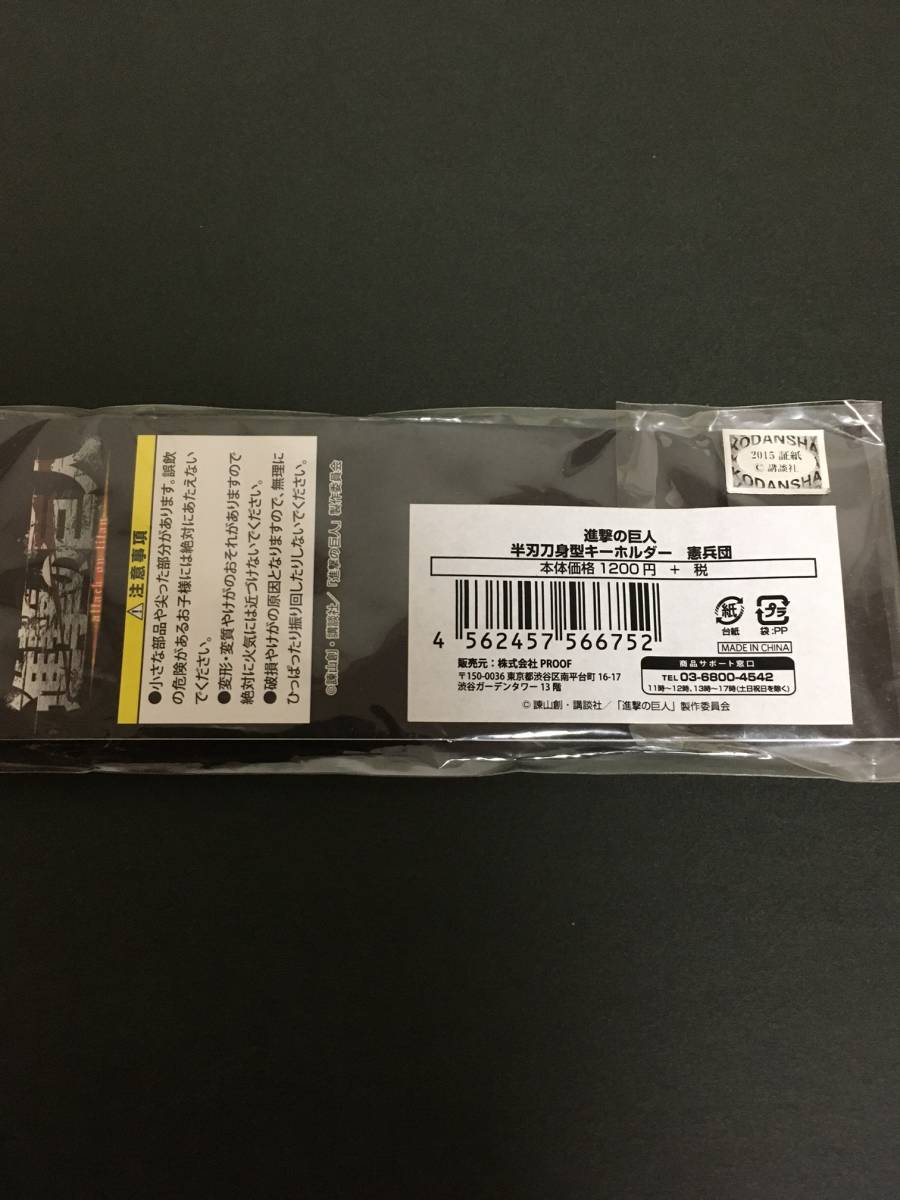 進撃の巨人
attack on titan
⚠注意事項
●小さな部品や尖った部分があります。誤飲
の危険があるお子様には絶対にあたえない
でください。
●変形・変質やけがのおそれがありますので
絶対に火気には近づけないでください。
●破損やけがの原因となりますので、無理に
ひっぱったり振り回したりしないでください。
©諫山創・講談社/「進撃の巨人」製作委員会
KODANSHA
2015 証紙
©講談社
KODANSHA
進撃の巨人
半刃刀身型キーホルダー 憲兵団
本体価格1200円 + 税
4 562457 566752
紙
台紙
プラ
袋:PP
MADE IN CHINA
販売元:株式会社 PROOF
〒150-0036 東京都渋谷区南平台町 16-17
渋谷ガーデンタワー 13 階
商品サポート窓口
TEL 03-6800-4542
11時〜12時、13時〜17時(土日祝日を除く)
©諫山創・講談社/「進撃の巨人」製作委員会